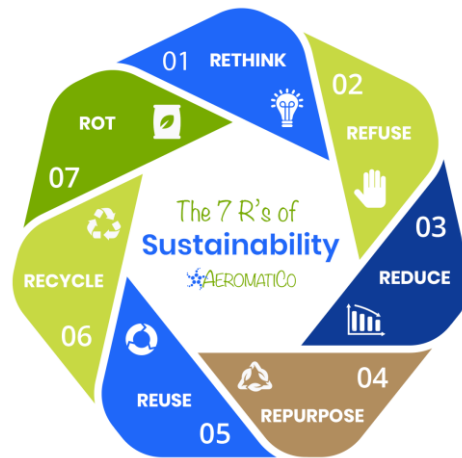 01 RETHINK
02
REFUSE
03
REDUCE
04
REPURPOSE
REUSE
05
RECYCLE
06
ROT
07
The 7 R's of
Sustainability
AEROMATICO